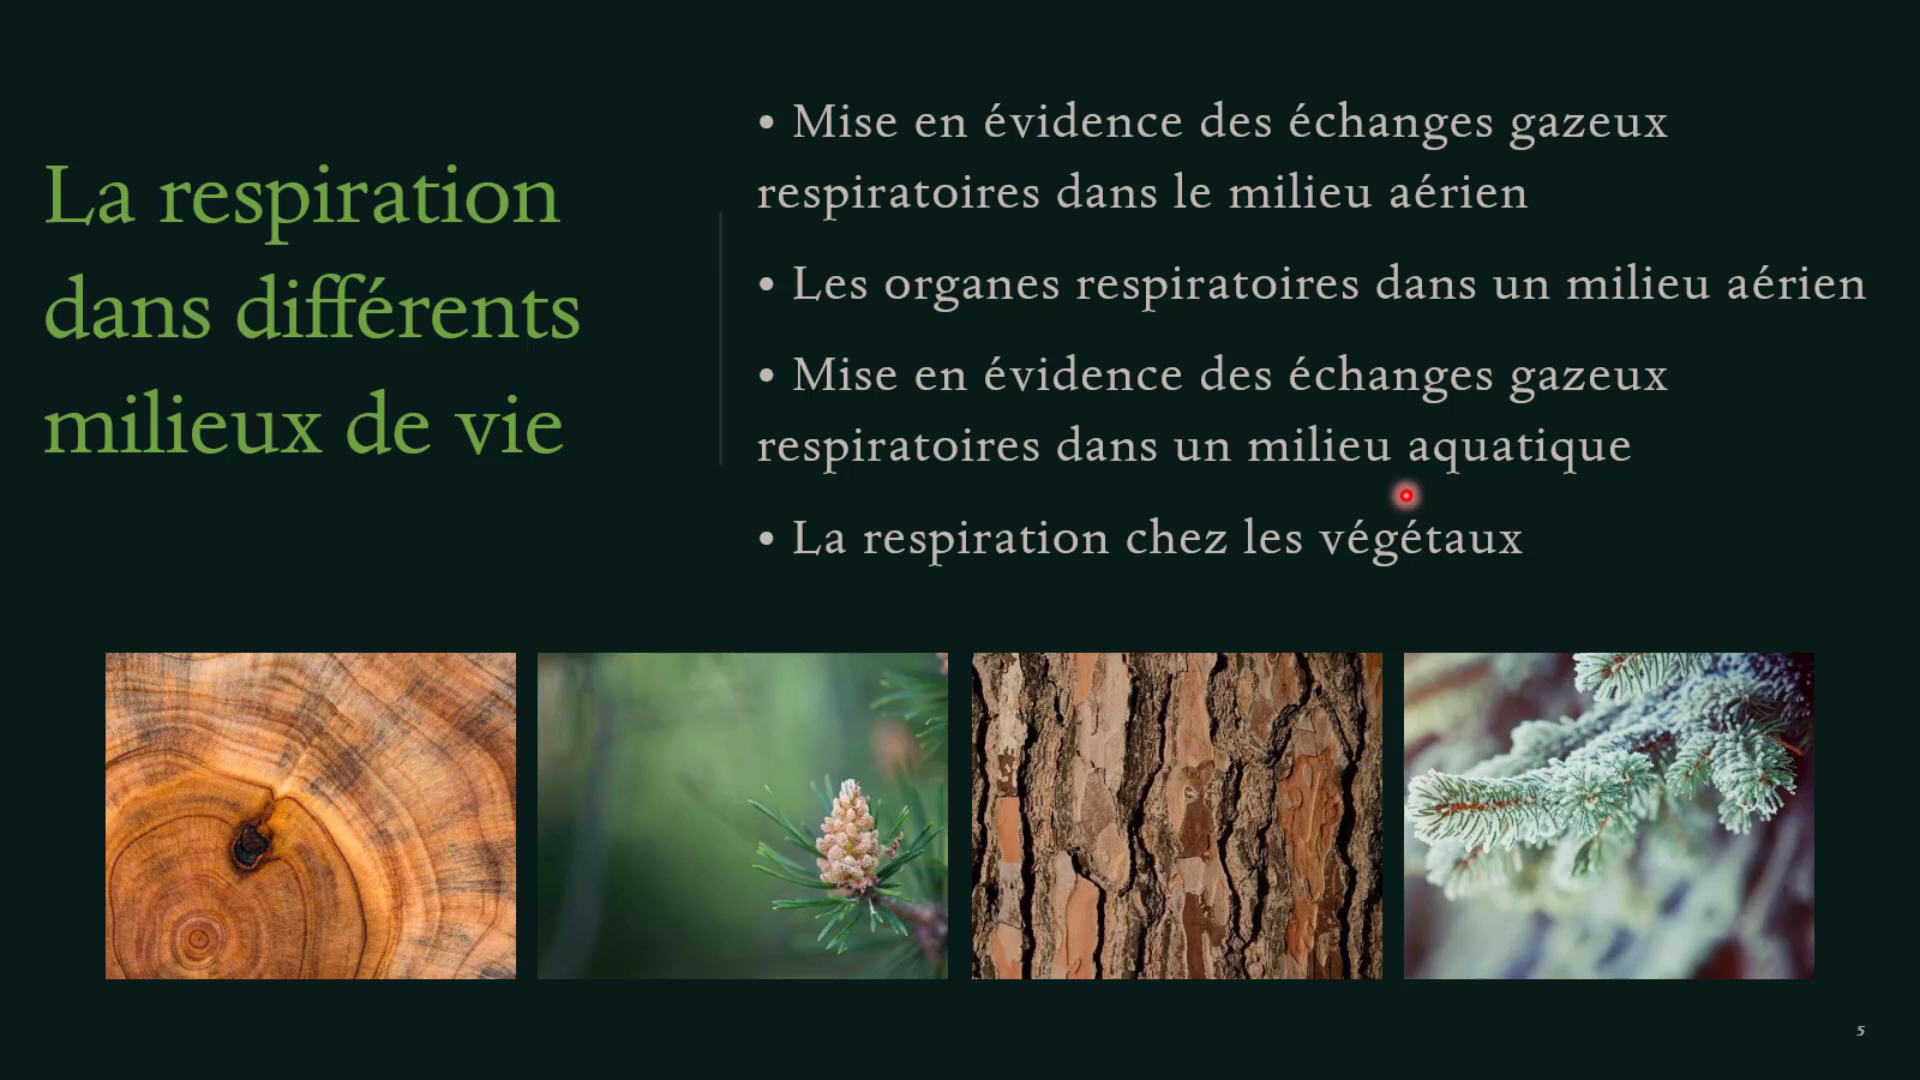 La respiration
dans différents
milieux de vie
• Mise en évidence des échanges gazeux
respiratoires dans le milieu aérien
• Les organes respiratoires dans un milieu aérien
• Mise en évidence des échanges gazeux
respiratoires dans un milieu aquatique
• La respiration chez les végétaux
5